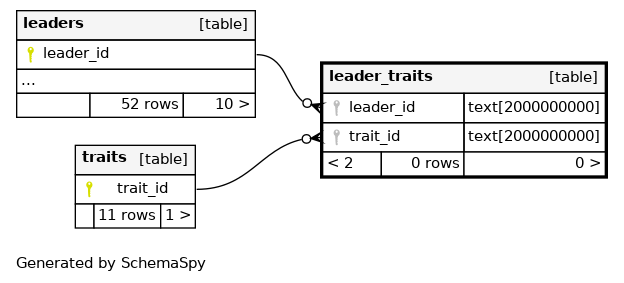 leaders [table]
leader_id
...
52 rows 10 >
leader_traits [table]
leader_id text[2000000000]
trait_id text[2000000000]
< 2 0 rows 0 >
traits [table]
trait_id
11 rows 1 >
Generated by SchemaSpy